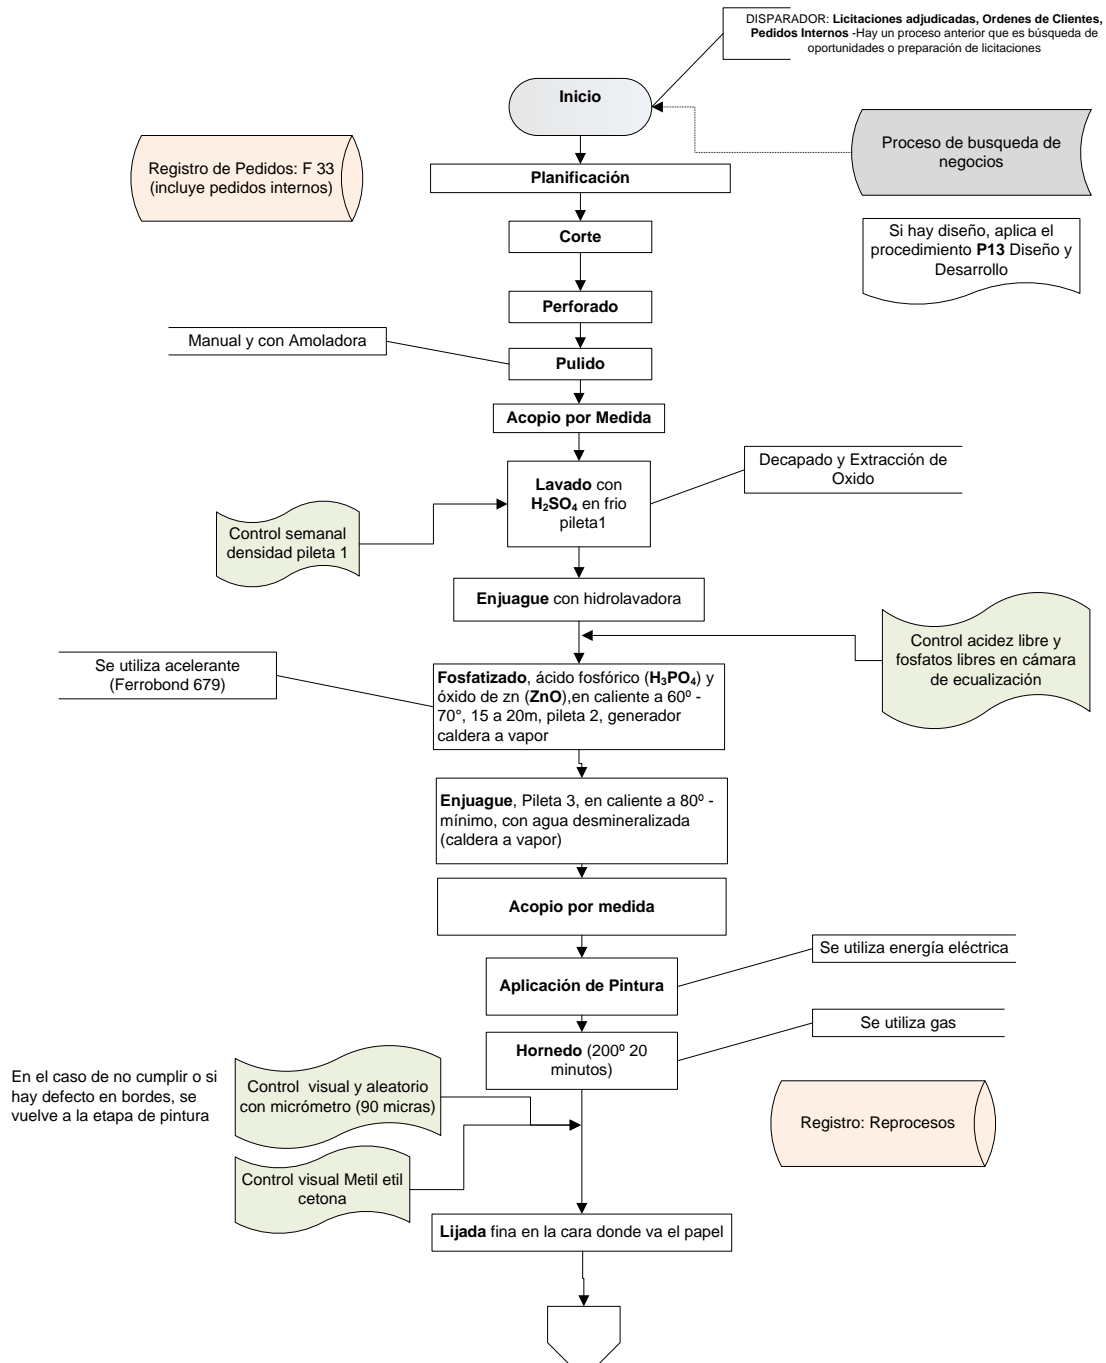 DISPARADOR: Licitaciones adjudicadas, Ordenes de Clientes,
Pedidos Internos -Hay un proceso anterior que es búsqueda de
oportunidades o preparación de licitaciones
Inicio
Proceso de busqueda de
negocios
Registro de Pedidos: F 33
(incluye pedidos internos)
Planificación
Si hay diseño, aplica el
procedimiento P13 Diseño y
Desarrollo
Corte
Perforado
Manual y con Amoladora
Pulido
Acopio por Medida
Decapado y Extracción de
Oxido
Lavado con
H₂SO₄ en frio
pileta1
Control semanal
densidad pileta 1
Enjuague con hidrolavadora
Control acidez libre y
fosfatos libres en cámara
de ecualización
Se utiliza acelerante
(Ferrobond 679)
Fosfatizado, ácido fosfórico (H₃PO₄) y
óxido de zn (ZnO),en caliente a 60º -
70°, 15 a 20m, pileta 2, generador
caldera a vapor
Enjuague, Pileta 3, en caliente a 80º -
mínimo, con agua desmineralizada
(caldera a vapor)
Acopio por medida
Se utiliza energía eléctrica
Aplicación de Pintura
Se utiliza gas
Hornedo (200º 20
minutos)
En el caso de no cumplir o si
hay defecto en bordes, se
vuelve a la etapa de pintura
Control visual y aleatorio
con micrómetro (90 micras)
Registro: Reprocesos
Control visual Metil etil
cetona
Lijada fina en la cara donde va el papel